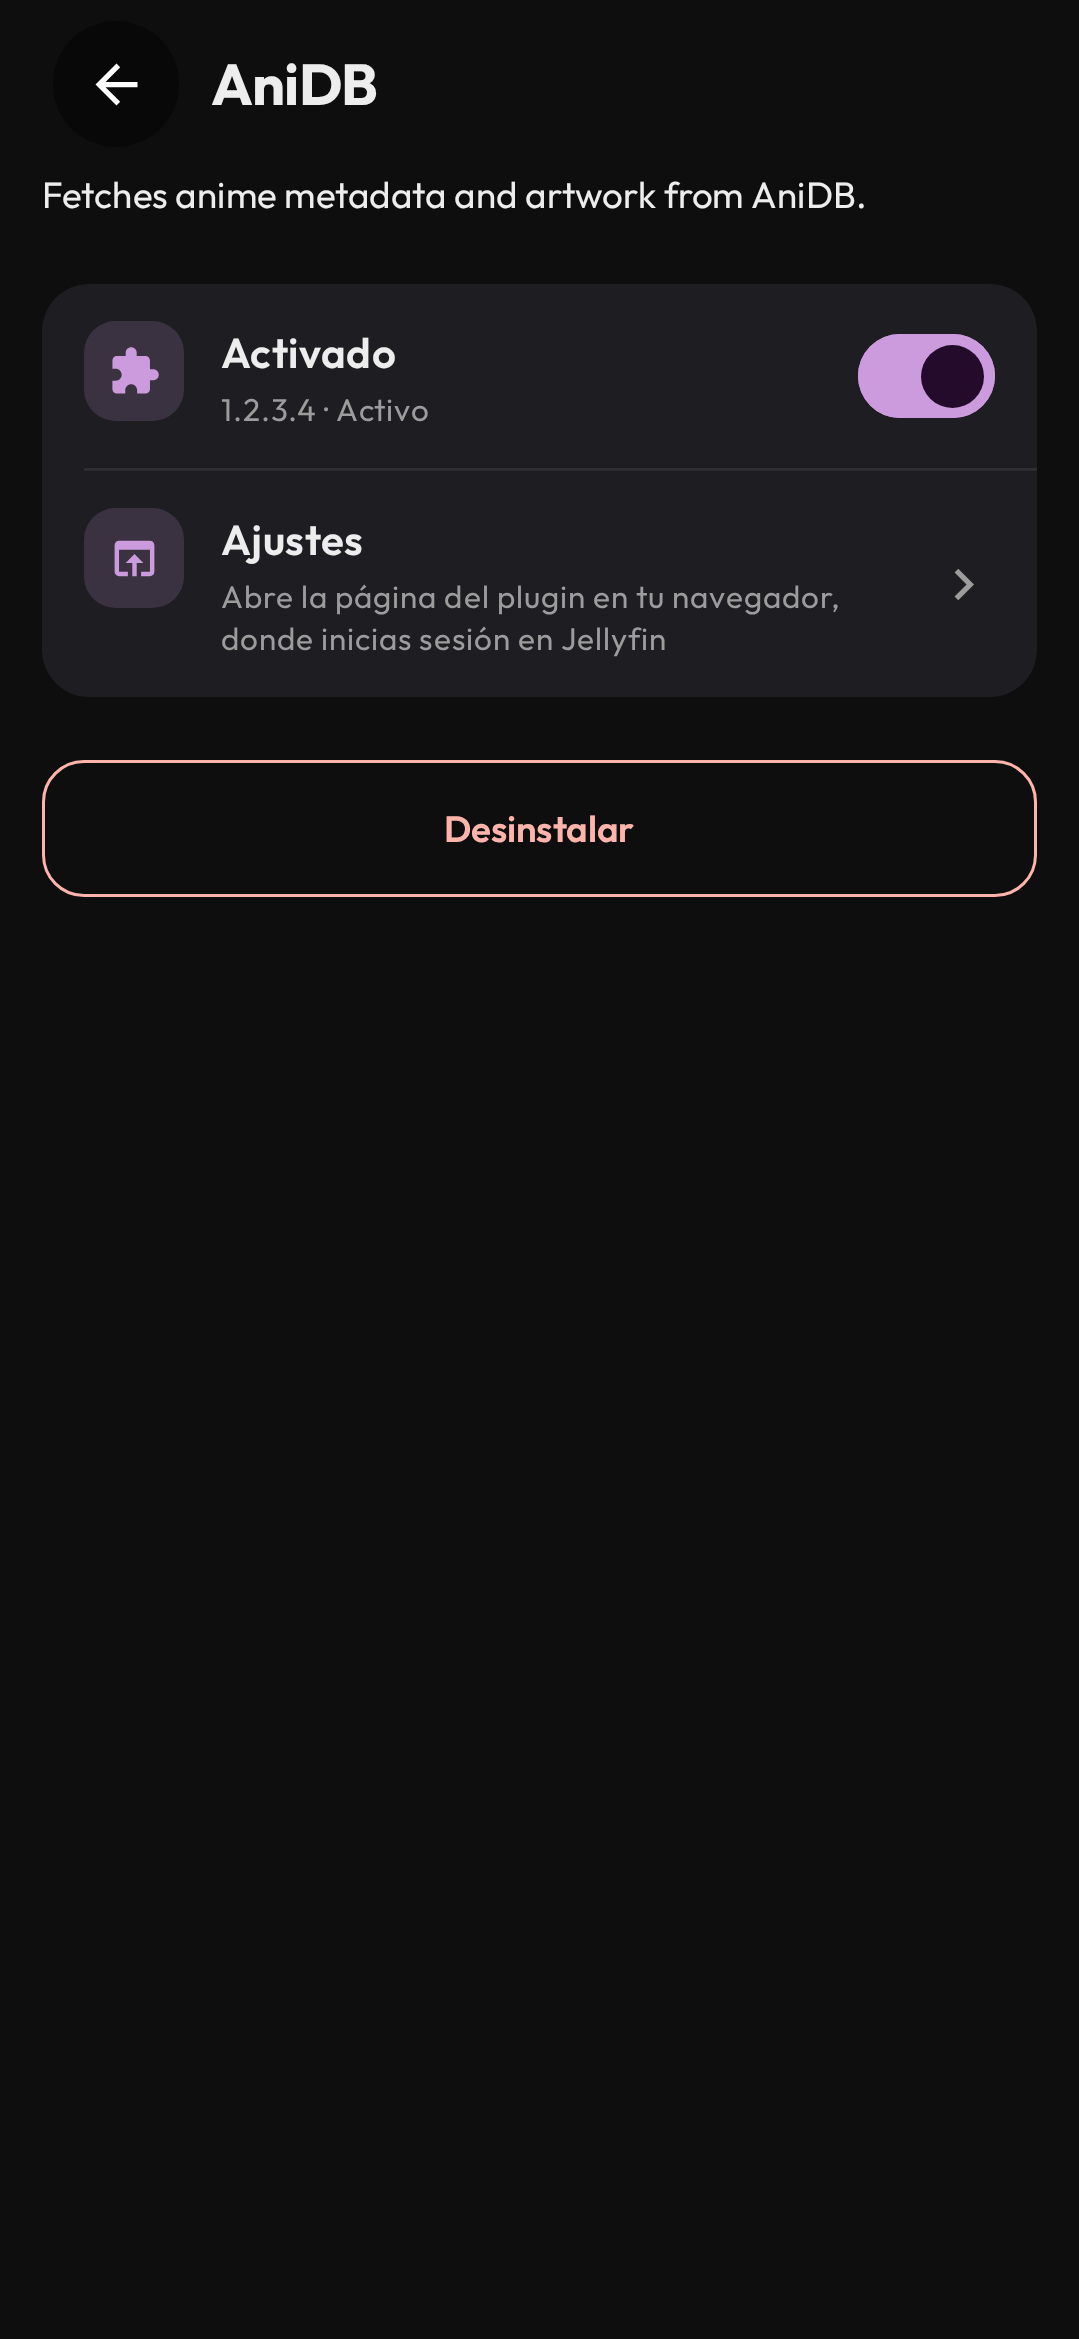 AniDB
Fetches anime metadata and artwork from AniDB.
Activado
1.2.3.4 · Activo
Ajustes
Abre la página del plugin en tu navegador,
donde inicias sesión en Jellyfin
Desinstalar